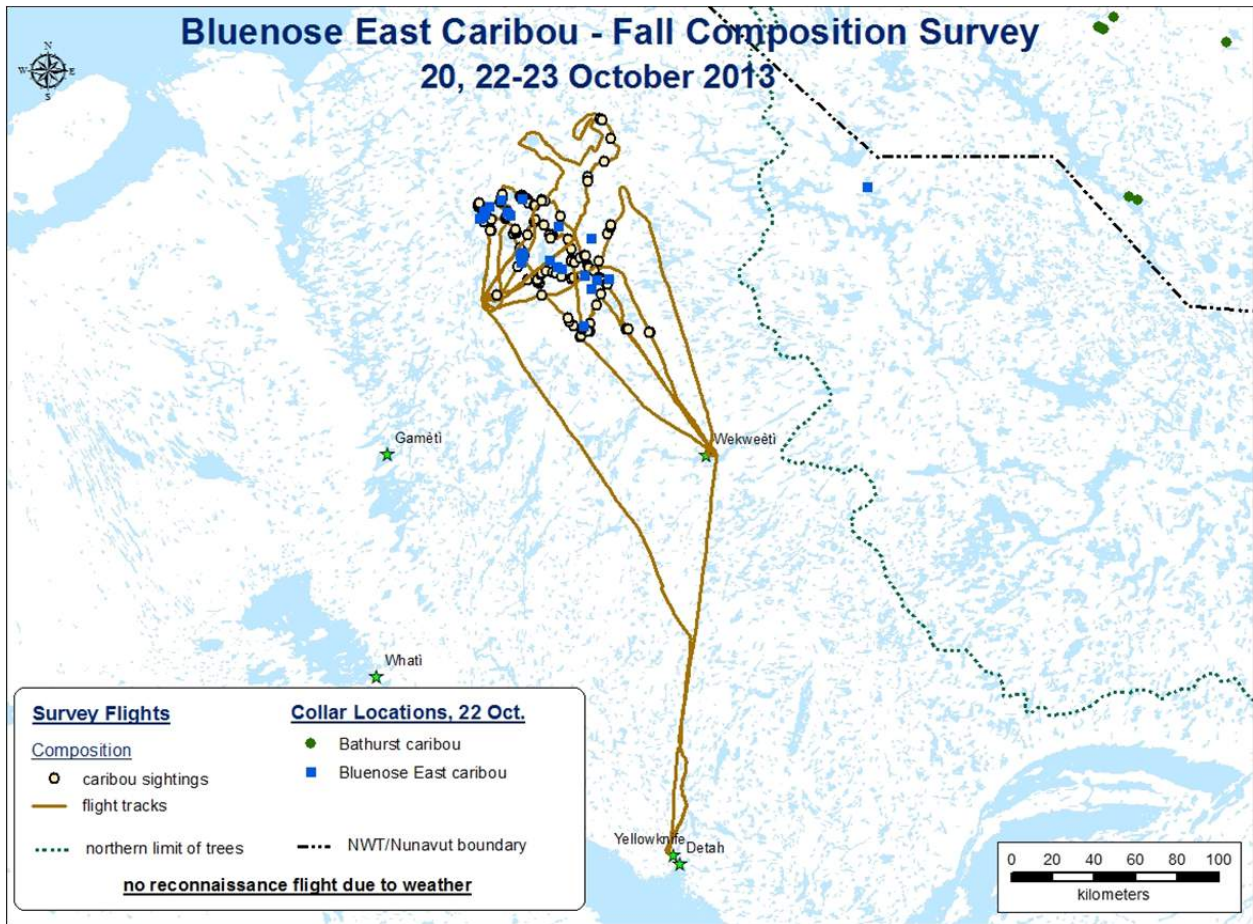 Bluenose East Caribou - Fall Composition Survey
20, 22-23 October 2013
N
W E
S
Gamètì
Wekweètì
Whatì
Yellowknife
Detah
Survey Flights
Composition
caribou sightings
flight tracks
northern limit of trees
Collar Locations, 22 Oct.
Bathurst caribou
Bluenose East caribou
NWT/Nunavut boundary
no reconnaissance flight due to weather
0 20 40 60 80 100
kilometers